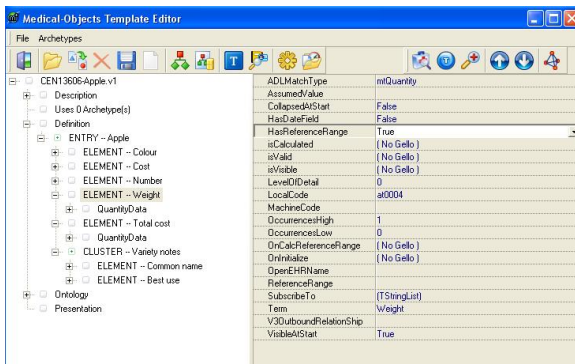 Medical-Objects Template Editor
File Archetypes
CEN13606-Apple.v1
Description
Uses 0 Archetype(s)
Definition
ENTRY -- Apple
ELEMENT -- Colour
ELEMENT -- Cost
ELEMENT -- Number
ELEMENT -- Weight
QuantityData
ELEMENT -- Total cost
QuantityData
CLUSTER -- Variety notes
ELEMENT -- Common name
ELEMENT -- Best use
Ontology
Presentation
ADLMatchType mtQuantity
AssumedValue
CollapsedAtStart False
HasDateField False
HasReferenceRange True
isCalculated (No Gello)
isValid (No Gello)
isVisible (No Gello)
LevelOfDetail 0
LocalCode at0004
MachineCode
OccurrencesHigh 1
OccurrencesLow 0
OnCalcReferenceRange (No Gello)
OnInitialize (No Gello)
OpenEHRName
ReferenceRange
SubscribeTo (TStringList)
Term Weight
V3OutboundRelationShip
VisibleAtStart True